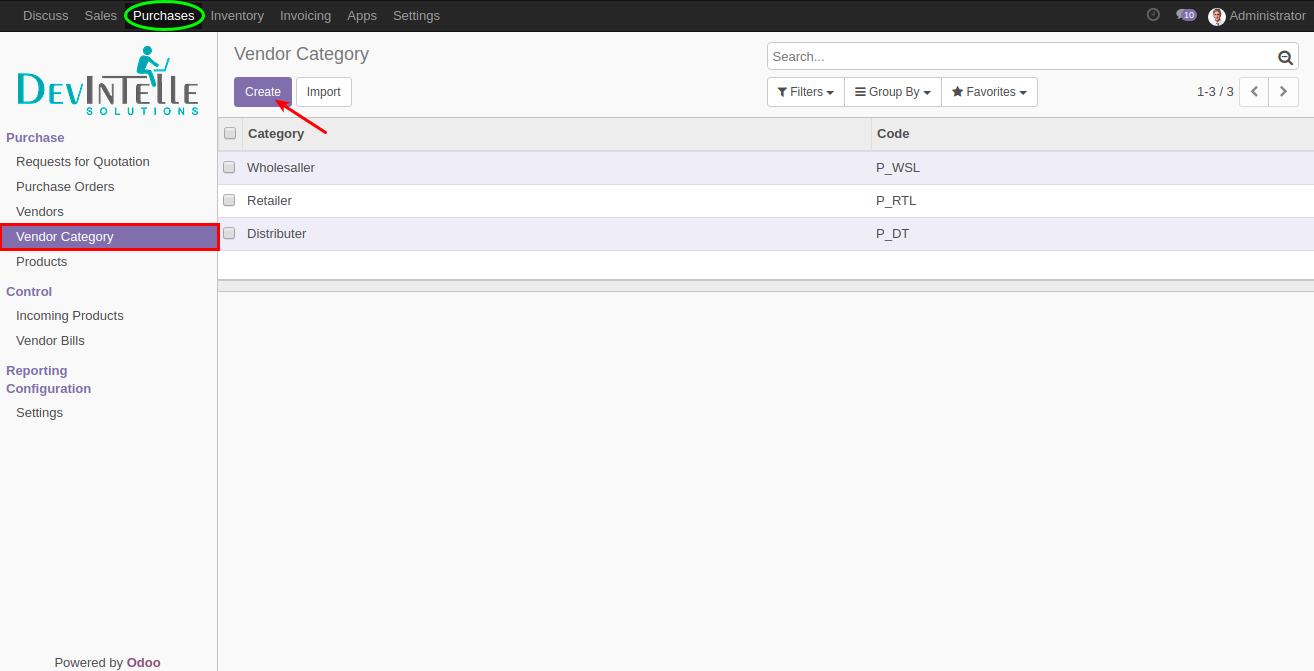 Discuss Sales Purchases Inventory Invoicing Apps Settings 10 Administrator
DEVINTELLE
SOLUTIONS
Purchase
Requests for Quotation
Purchase Orders
Vendors
Vendor Category
Products
Control
Incoming Products
Vendor Bills
Reporting
Configuration
Settings
Powered by Odoo
Vendor Category
Search...
Create Import
Filters Group By Favorites 1-3 / 3
Category Code
Wholesaller P_WSL
Retailer P_RTL
Distributer P_DT